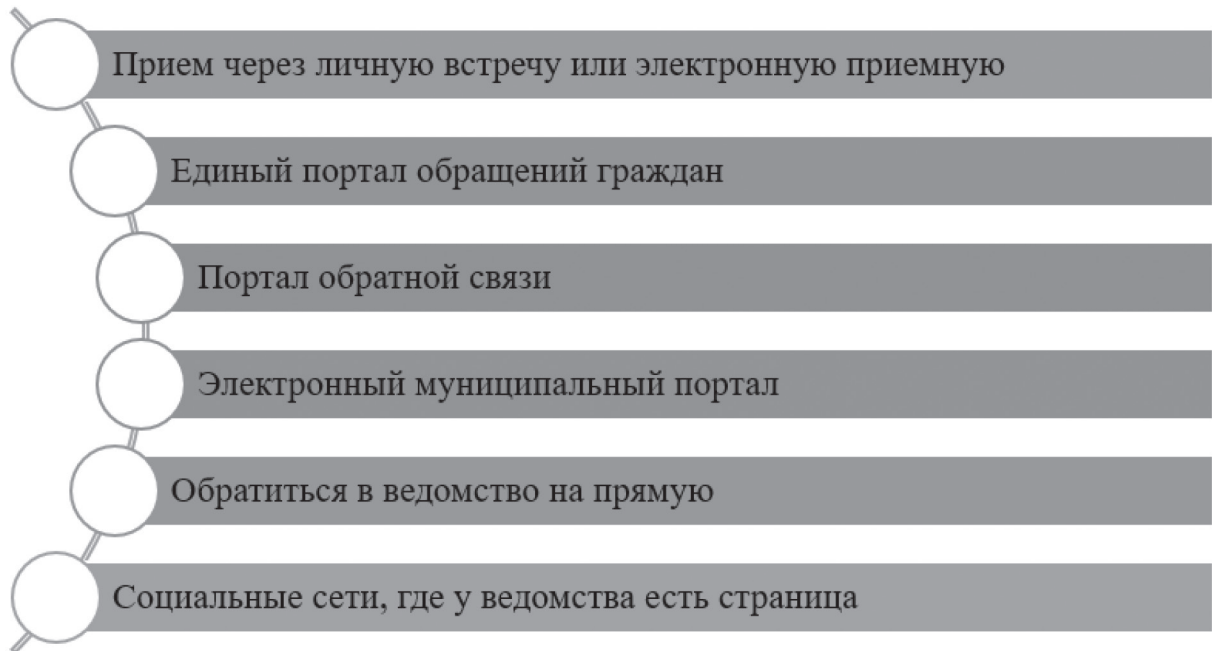 Прием через личную встречу или электронную приемную
Единый портал обращений граждан
Портал обратной связи
Электронный муниципальный портал
Обратиться в ведомство на прямую
Социальные сети, где у ведомства есть страница